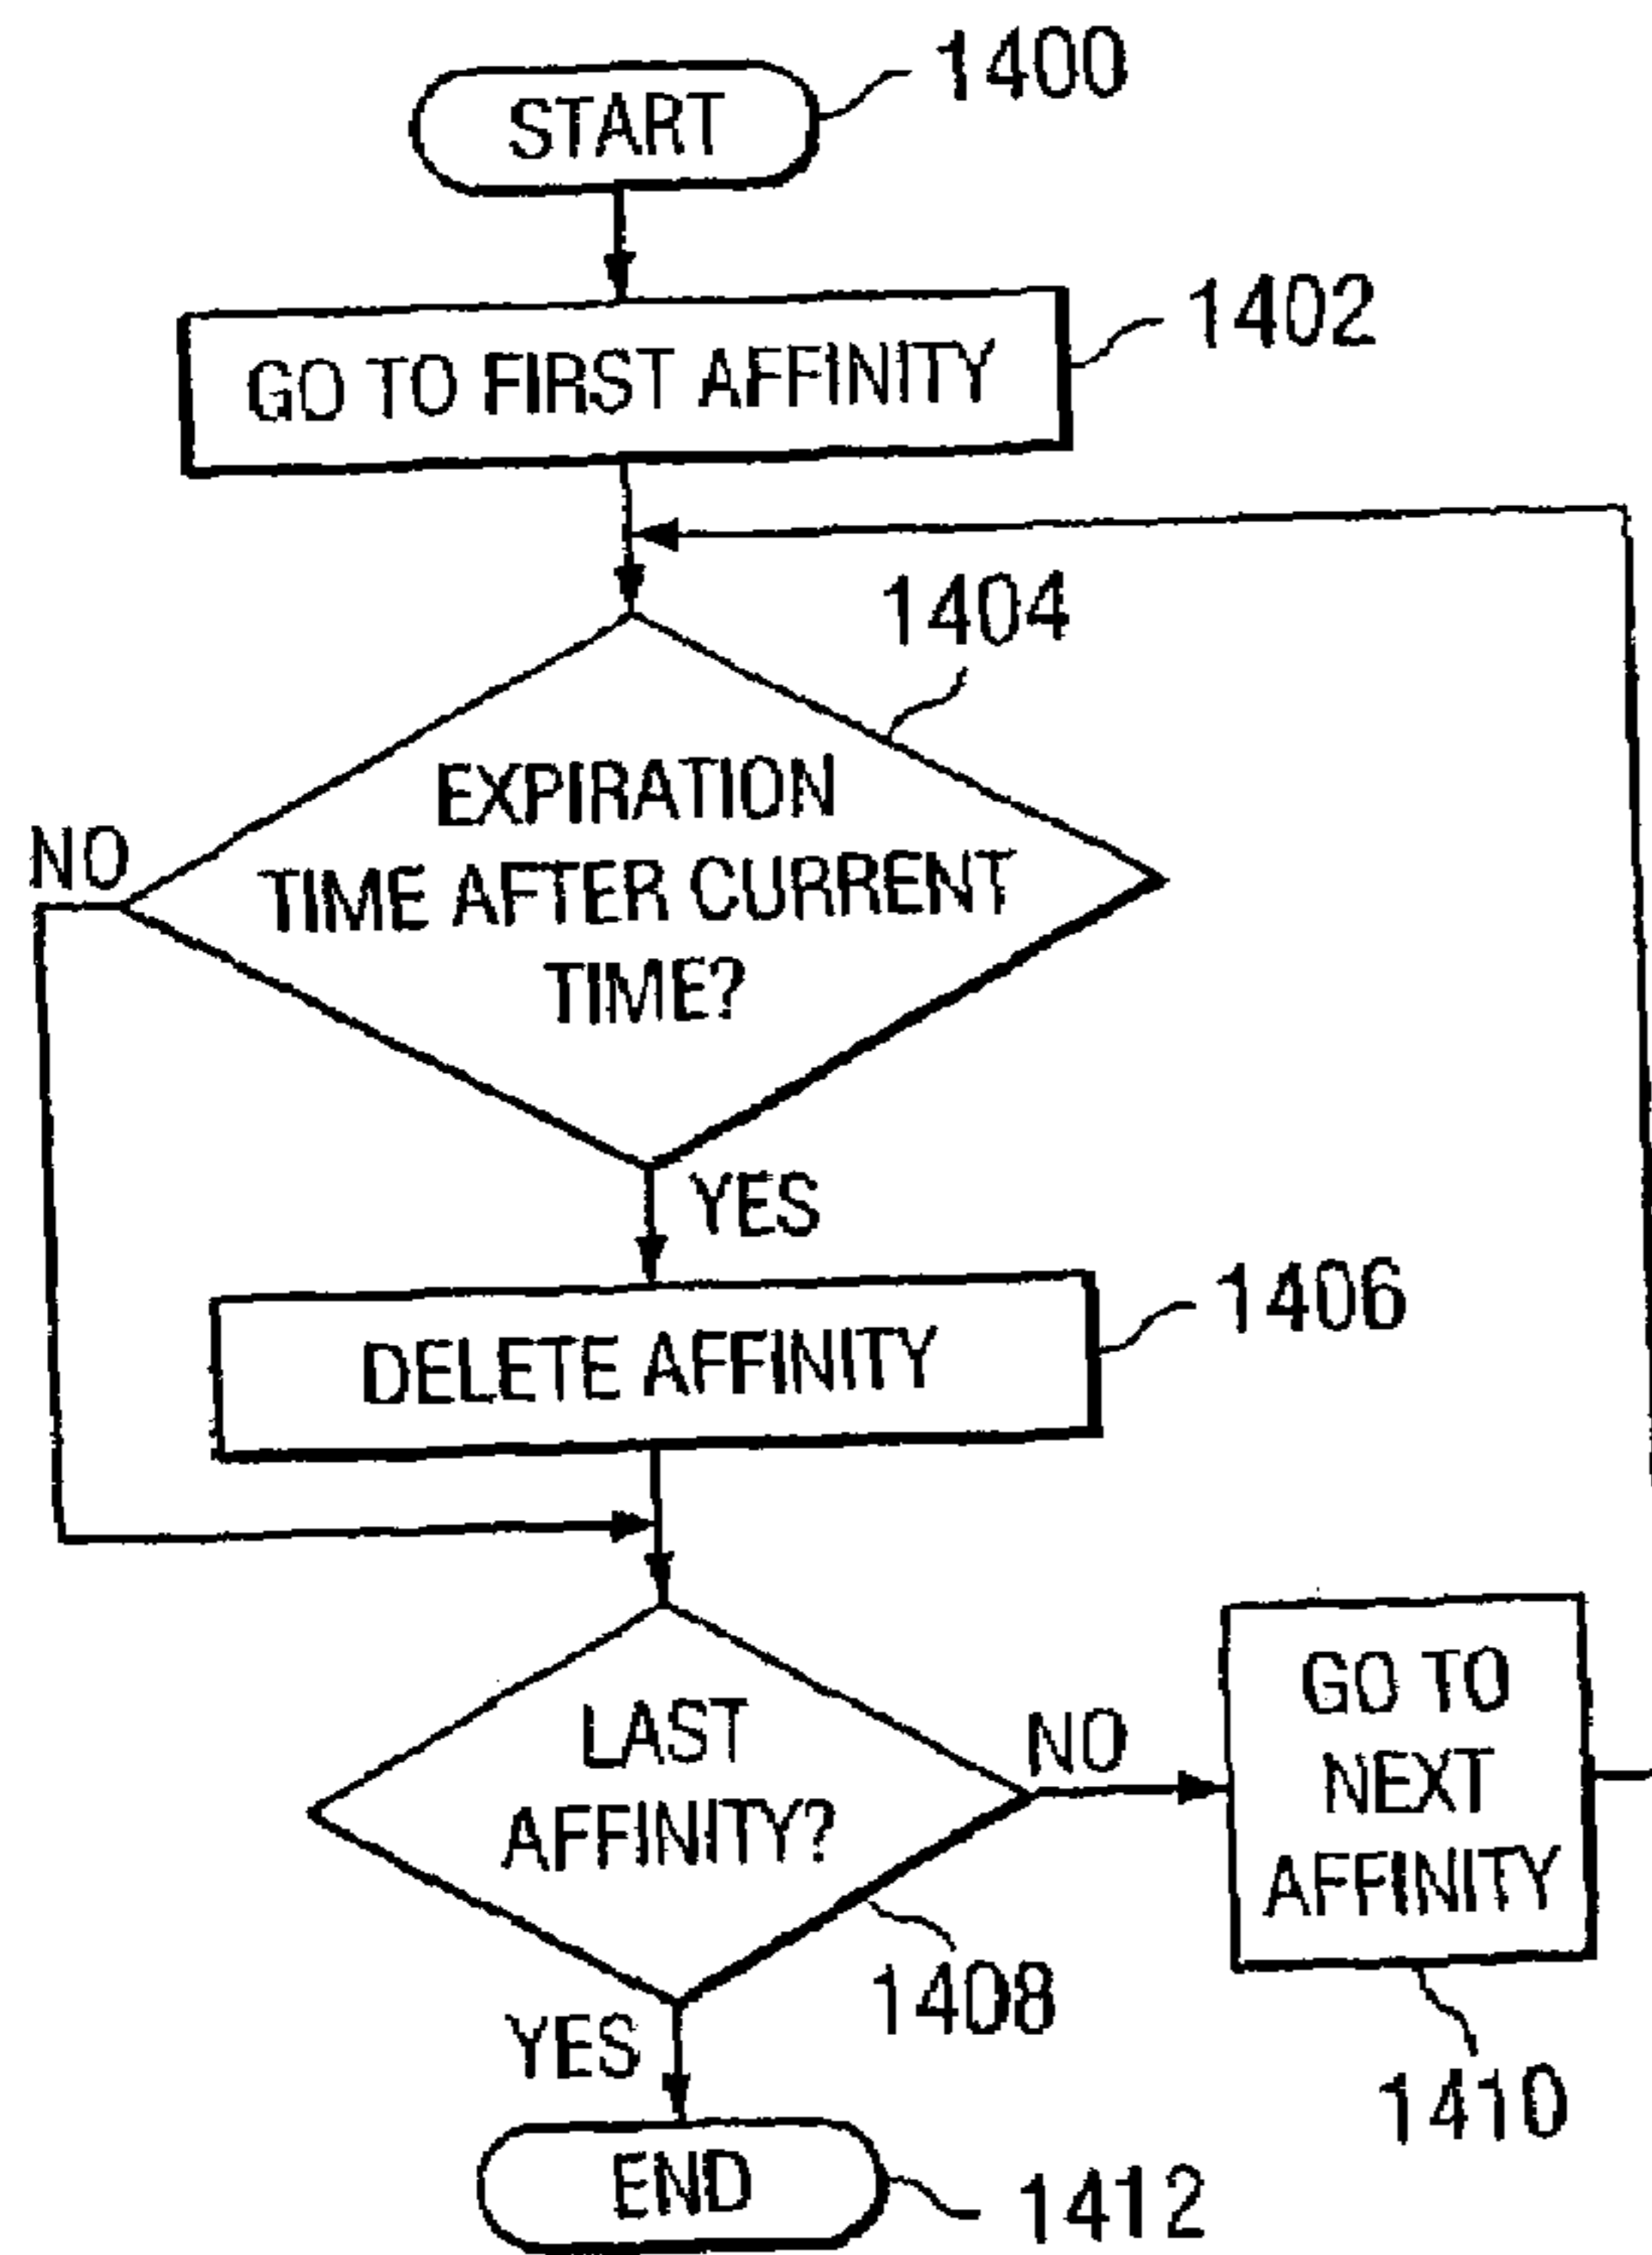 START
1400
GO TO FIRST AFFINITY
1402
1404
EXPIRATION
TIME AFTER CURRENT
TIME?
NO
YES
DELETE AFFINITY
1406
LAST
AFFINITY?
NO
1408
GO TO
NEXT
AFFINITY
1410
YES
END
1412